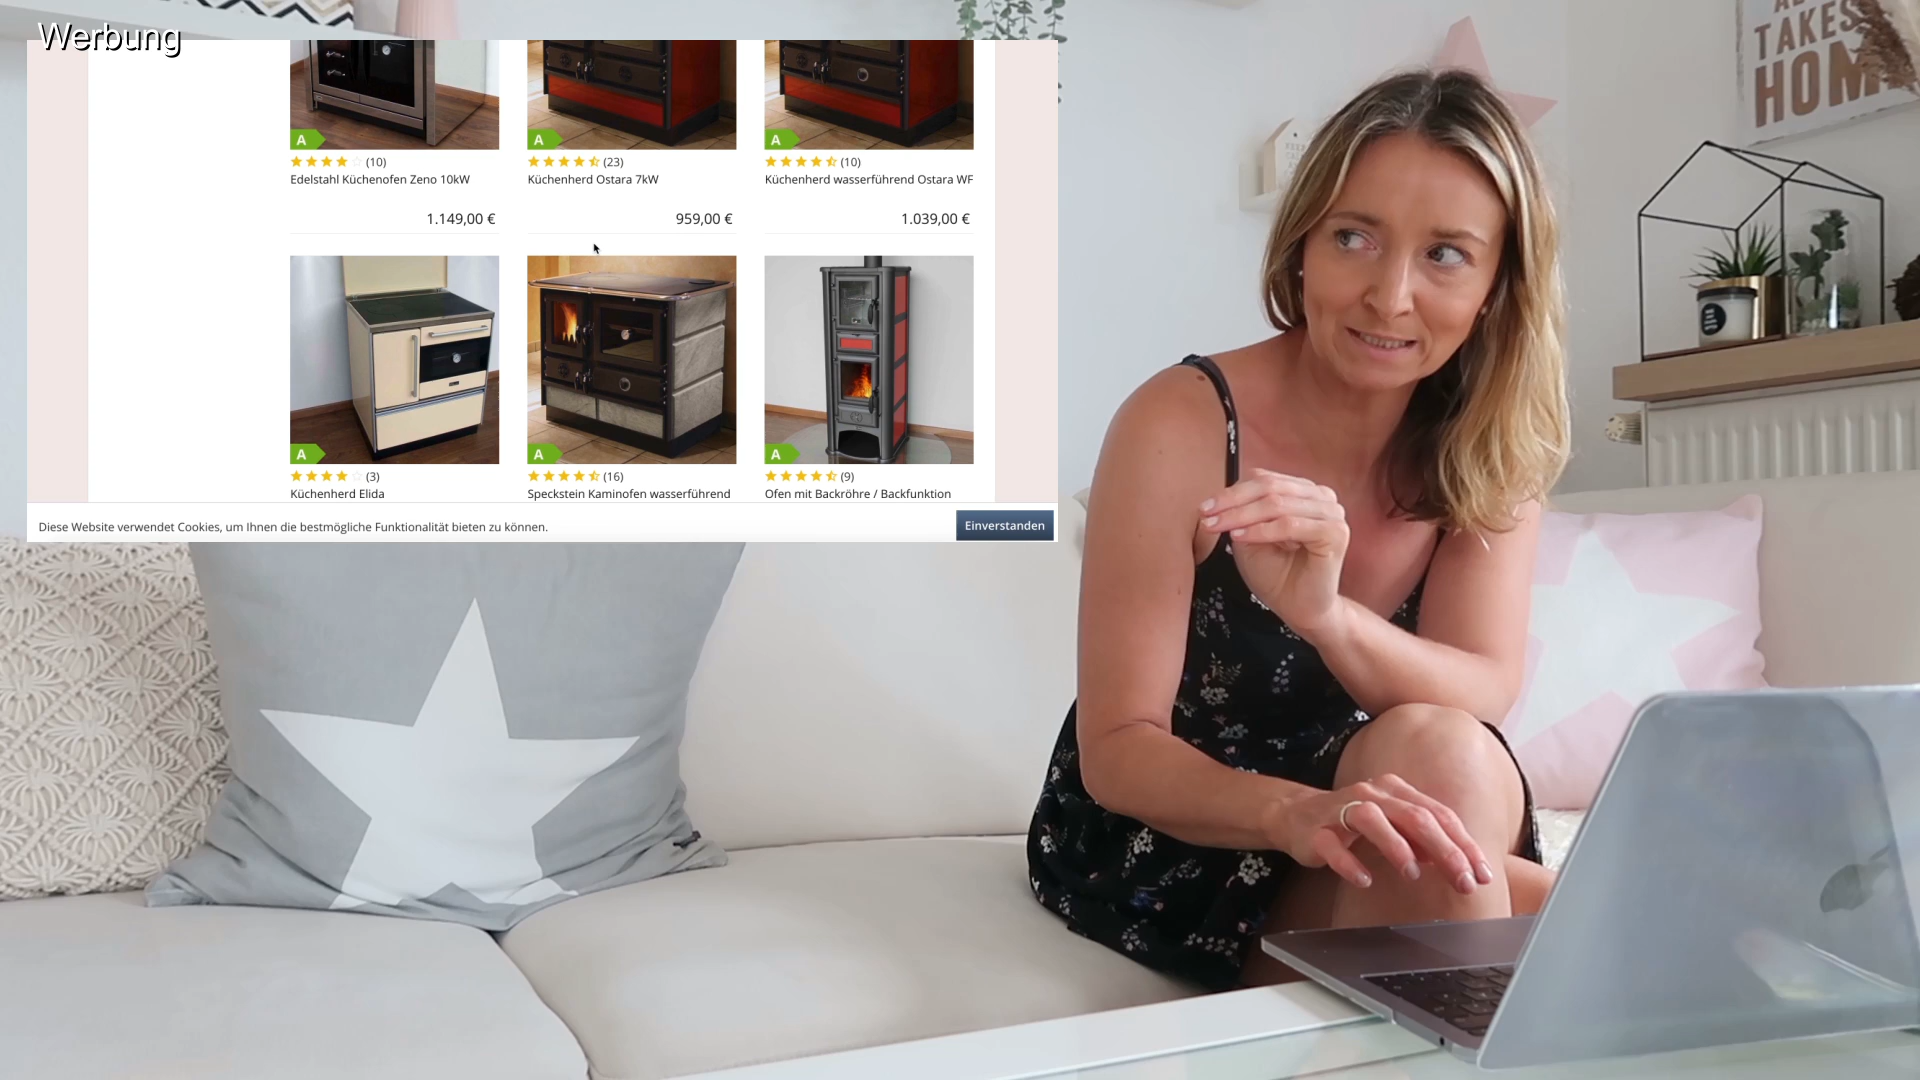 Werbung
TAKES
HOM
A
A
A
(10)
(23)
(10)
Edelstahl Küchenofen Zeno 10kW
Küchenherd Ostara 7kW
Küchenherd wasserführend Ostara WF
1.149,00 €
959,00 €
1.039,00 €
A
A
A
(3)
(16)
(9)
Küchenherd Elida
Speckstein Kaminofen wasserführend
Ofen mit Backröhre / Backfunktion
Diese Website verwendet Cookies, um Ihnen die bestmögliche Funktionalität bieten zu können.
Einverstanden